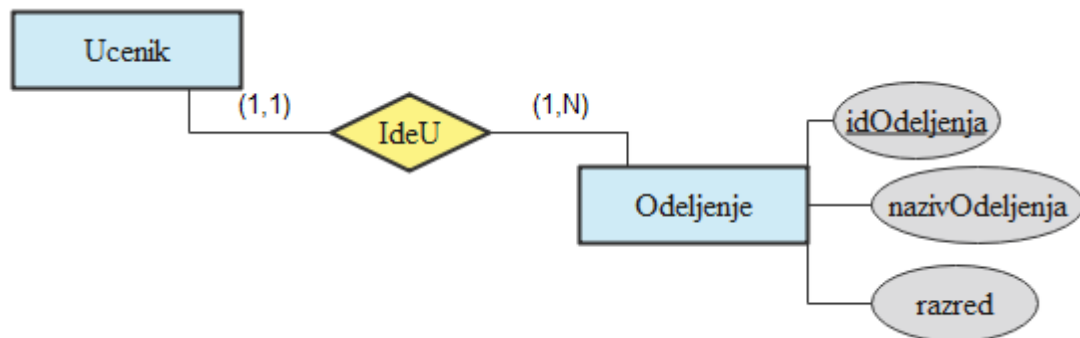 Ucenik
(1,1)
IdeU
(1,N)
Odeljenje
idOdeljenja
nazivOdeljenja
razred